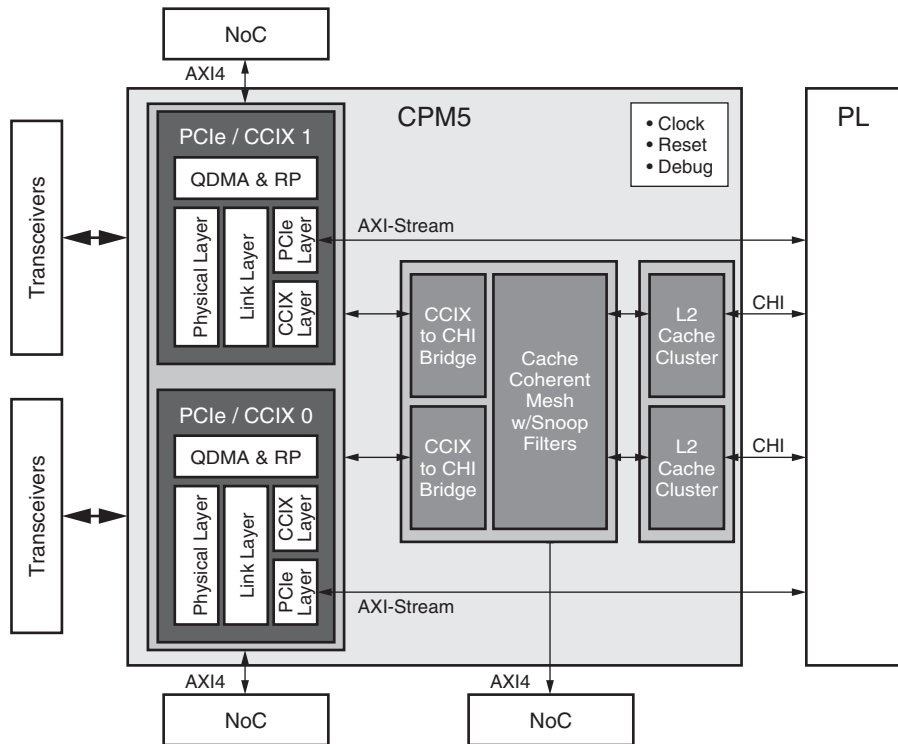 NoC
AXI4
CPM5
PL
• Clock
• Reset
• Debug
Transceivers
PCIe / CCIX 1
QDMA & RP
Physical Layer
Link Layer
PCIe
Layer
CCIX
Layer
AXI-Stream
CCIX
to CHI
Bridge
Cache
Coherent
Mesh
w/Snoop
Filters
L2
Cache
Cluster
CHI
Transceivers
PCIe / CCIX 0
QDMA & RP
Physical Layer
Link Layer
CCIX
Layer
PCIe
Layer
CCIX
to CHI
Bridge
L2
Cache
Cluster
CHI
AXI-Stream
AXI4
NoC
AXI4
NoC